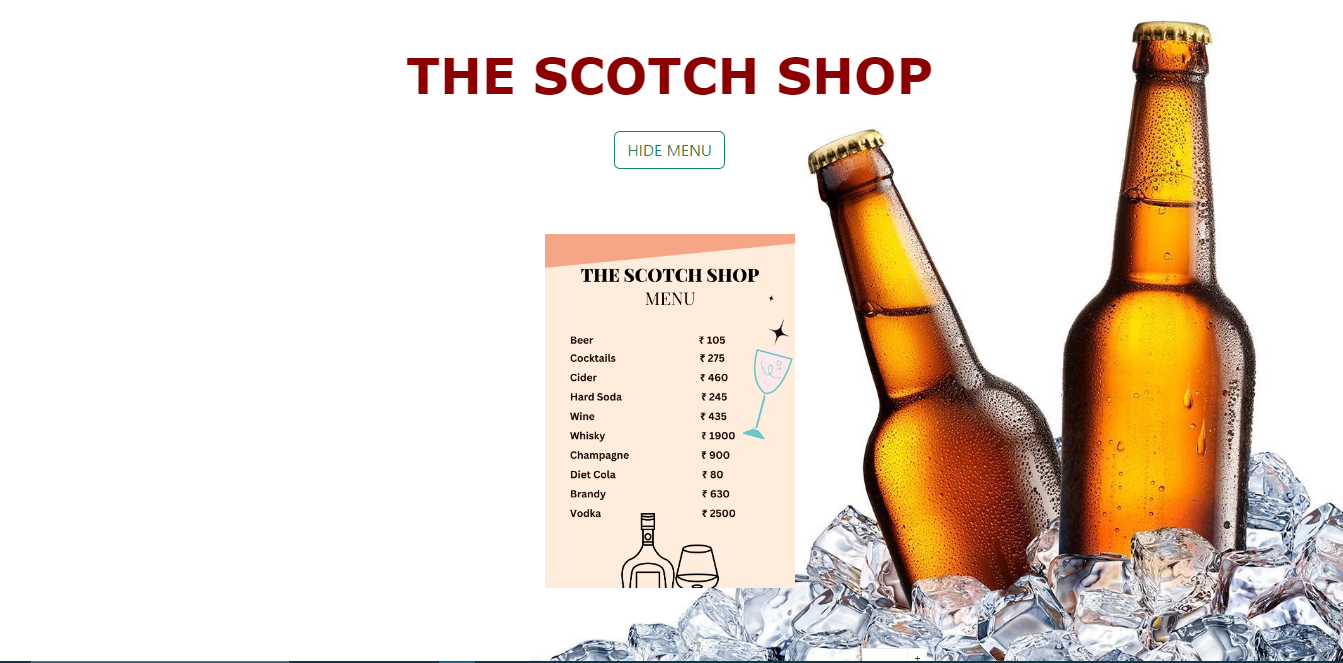 THE SCOTCH SHOP
HIDE MENU
THE SCOTCH SHOP
MENU
Beer ₹ 105
Cocktails ₹ 275
Cider ₹ 460
Hard Soda ₹ 245
Wine ₹ 435
Whisky ₹ 1900
Champagne ₹ 900
Diet Cola ₹ 80
Brandy ₹ 630
Vodka ₹ 2500